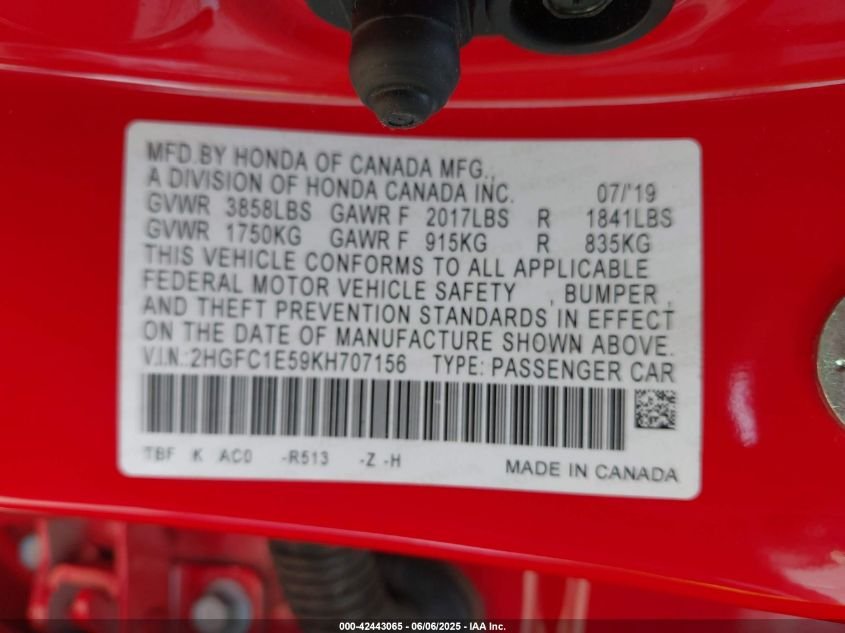 MFD.BY HONDA OF CANADA MFG.,
A DIVISION OF HONDA CANADA INC. 07/'19
GVWR 3858LBS GAWR F 2017LBS R 1841LBS
GVWR 1750KG GAWR F 915KG R 835KG
THIS VEHICLE CONFORMS TO ALL APPLICABLE
FEDERAL MOTOR VEHICLE SAFETY , BUMPER ,
AND THEFT PREVENTION STANDARDS IN EFFECT
ON THE DATE OF MANUFACTURE SHOWN ABOVE.
V.I.N.:2HGFC1E59KH707156 TYPE: PASSENGER CAR
TBF K AC0 -R513 -Z -H
MADE IN CANADA
000-42443065 - 06/06/2025 - IAA Inc.